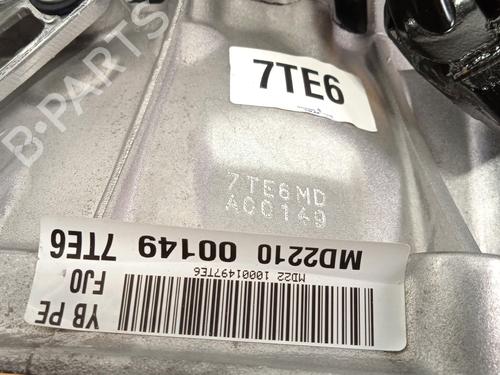 7TE6
7TE6MD
A00149
MD2210 00149 7TE6
MD22 10001497TE6
YB PE FJ0
B-PARTS